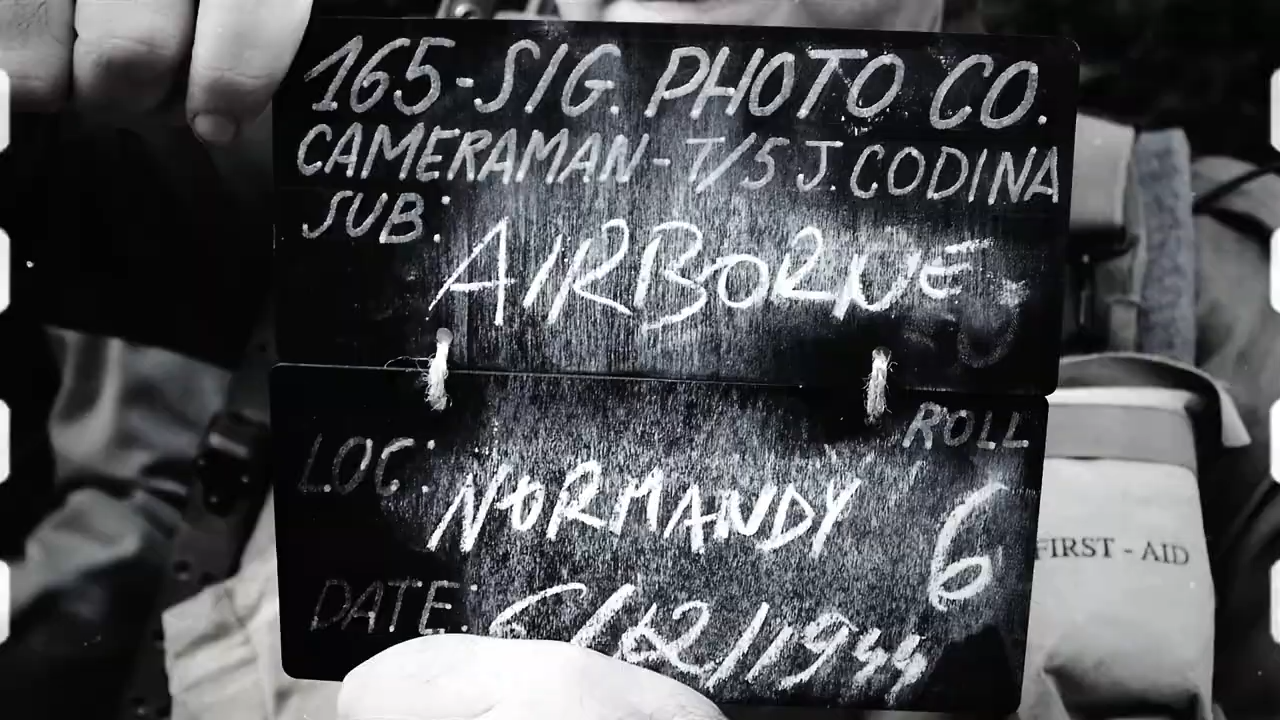 165-SIG. PHOTO CO.
CAMERAMAN - T/5 J. CODINA
SUB:
AIRBORNE
ROLL
LOC: NORMANDY 6
DATE: 6/12/1944
FIRST - AID